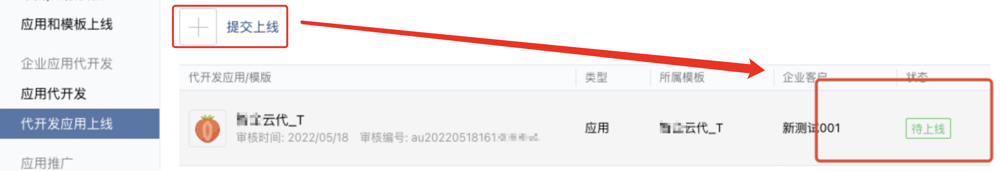 应用和模板上线
企业应用代开发
应用代开发
代开发应用上线
应用推广
提交上线
代开发应用/模版 类型 所属模板 企业客户 状态
云代_T
审核时间: 2022/05/18 审核编号: au20220518161
应用 云代_T 新测试001 待上线